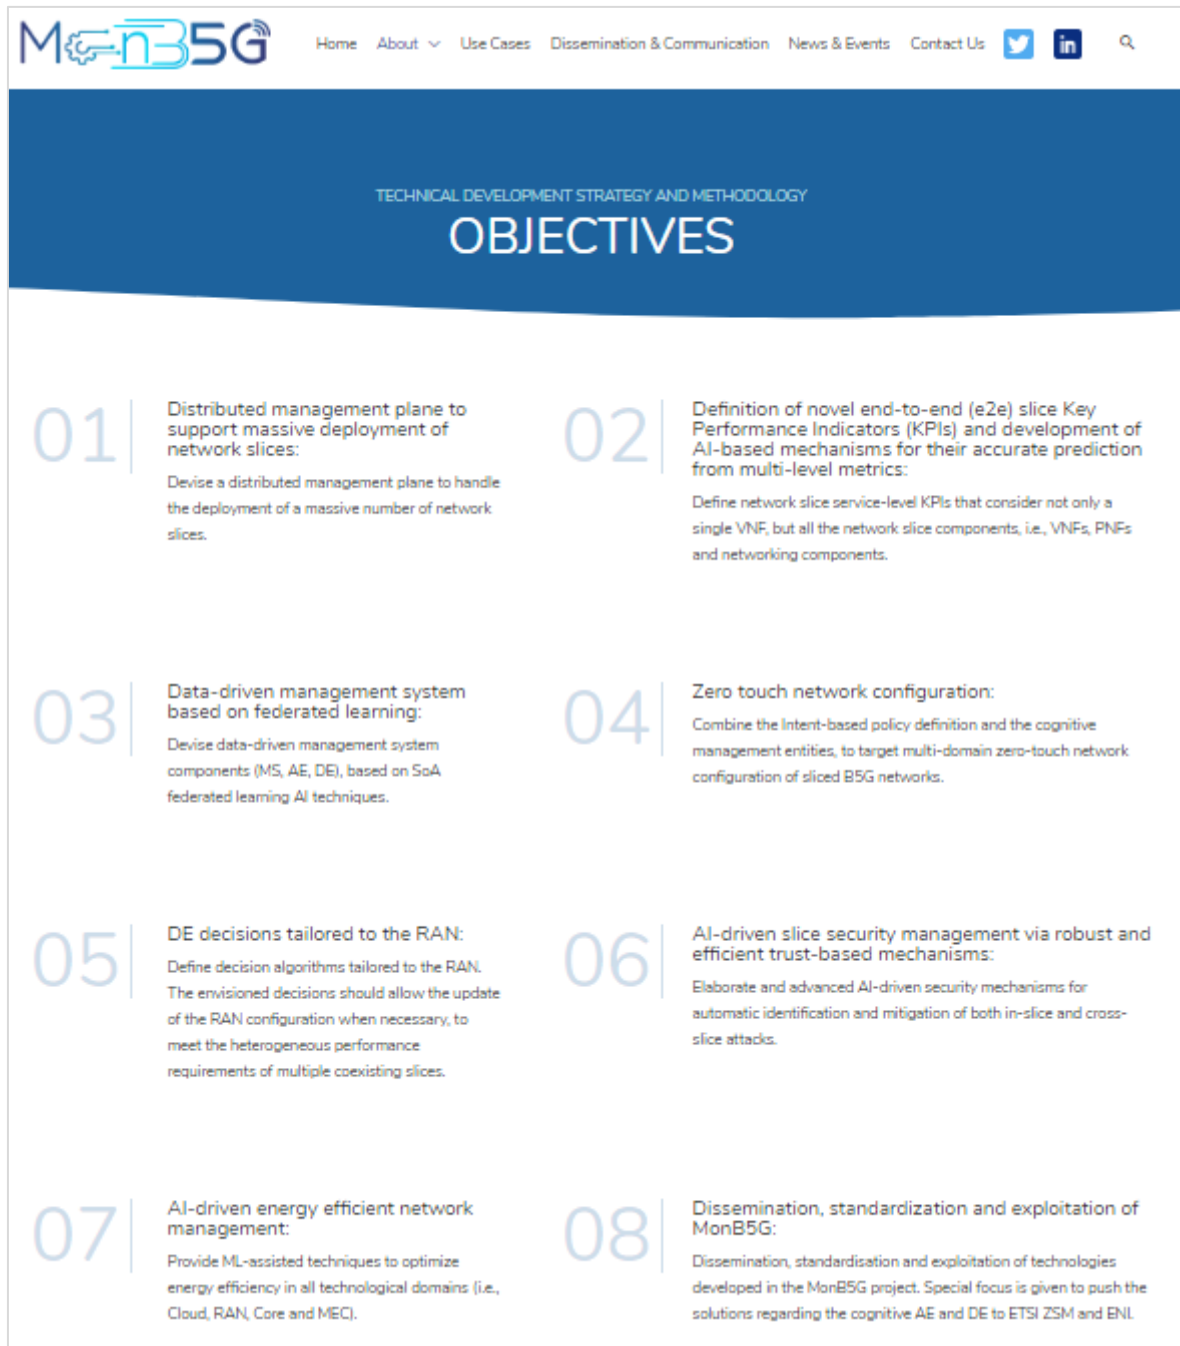 MonB5G
Home About Use Cases Dissemination & Communication News & Events Contact Us
TECHNICAL DEVELOPMENT STRATEGY AND METHODOLOGY
OBJECTIVES
01
Distributed management plane to
support massive deployment of
network slices:
Devise a distributed management plane to handle
the deployment of a massive number of network
slices.
02
Definition of novel end-to-end (e2e) slice Key
Performance Indicators (KPIs) and development of
AI-based mechanisms for their accurate prediction
from multi-level metrics:
Define network slice service-level KPIs that consider not only a
single VNF, but all the network slice components, i.e., VNFs, PNFs
and networking components.
03
Data-driven management system
based on federated learning:
Devise data-driven management system
components (MS, AE, DE), based on SoA
federated learning AI techniques.
04
Zero touch network configuration:
Combine the Intent-based policy definition and the cognitive
management entities, to target multi-domain zero-touch network
configuration of sliced B5G networks.
05
DE decisions tailored to the RAN:
Define decision algorithms tailored to the RAN.
The envisioned decisions should allow the update
of the RAN configuration when necessary, to
meet the heterogeneous performance
requirements of multiple coexisting slices.
06
AI-driven slice security management via robust and
efficient trust-based mechanisms:
Elaborate and advanced AI-driven security mechanisms for
automatic identification and mitigation of both in-slice and cross-
slice attacks.
07
AI-driven energy efficient network
management:
Provide ML-assisted techniques to optimize
energy efficiency in all technological domains (i.e.,
Cloud, RAN, Core and MEC).
08
Dissemination, standardization and exploitation of
MonB5G:
Dissemination, standardisation and exploitation of technologies
developed in the MonB5G project. Special focus is given to push the
solutions regarding the cognitive AE and DE to ETSI ZSM and ENI.